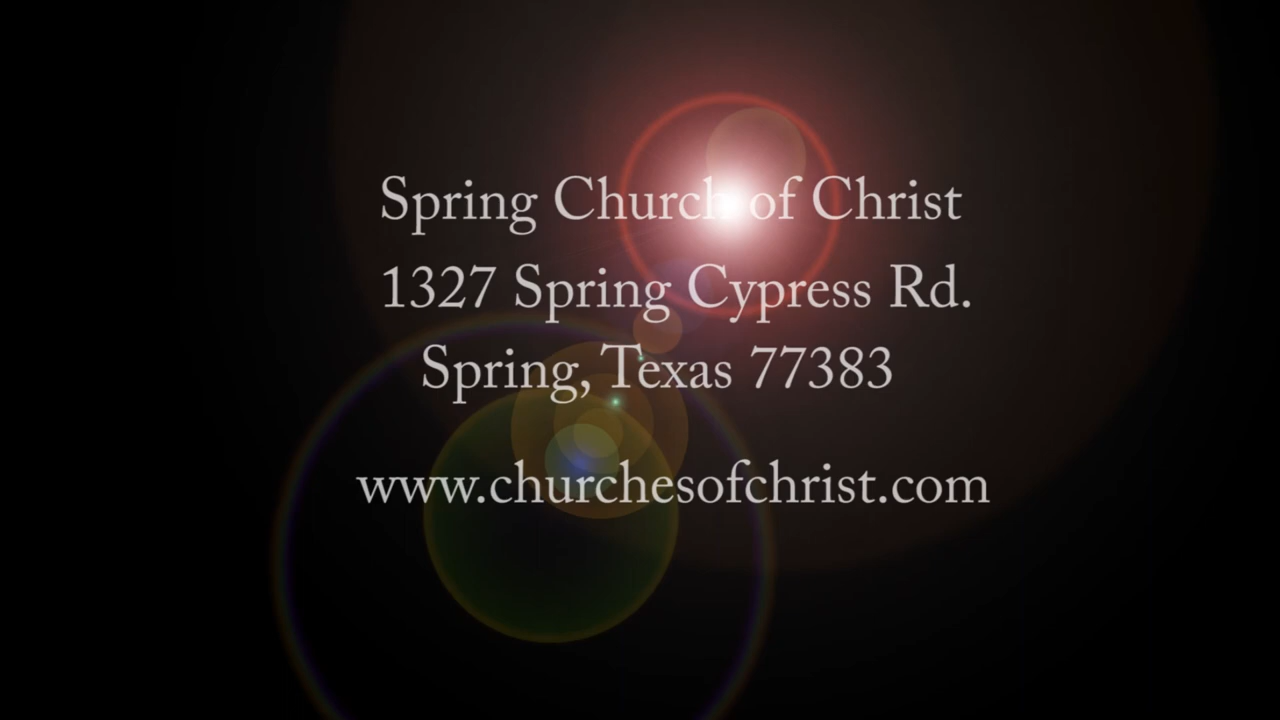 Spring Church of Christ
1327 Spring Cypress Rd.
Spring, Texas 77383
www.churchesofchrist.com